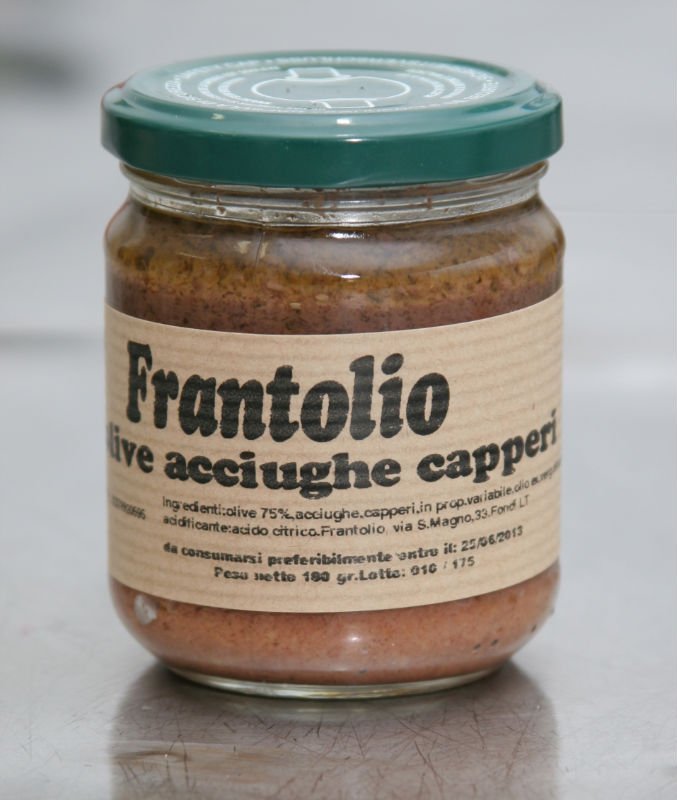 Frantolio
olive acciughe capperi
Ingredienti:olive 75%,acciughe,capperi,in prop.variabile,olio
acidificante:acido citrico.Frantolio, via S.Magno,33.Fondi LT
da consumarsi preferibilmente entro il: 25/06/2013
Peso netto 180 gr.Lotto: 010 / 175